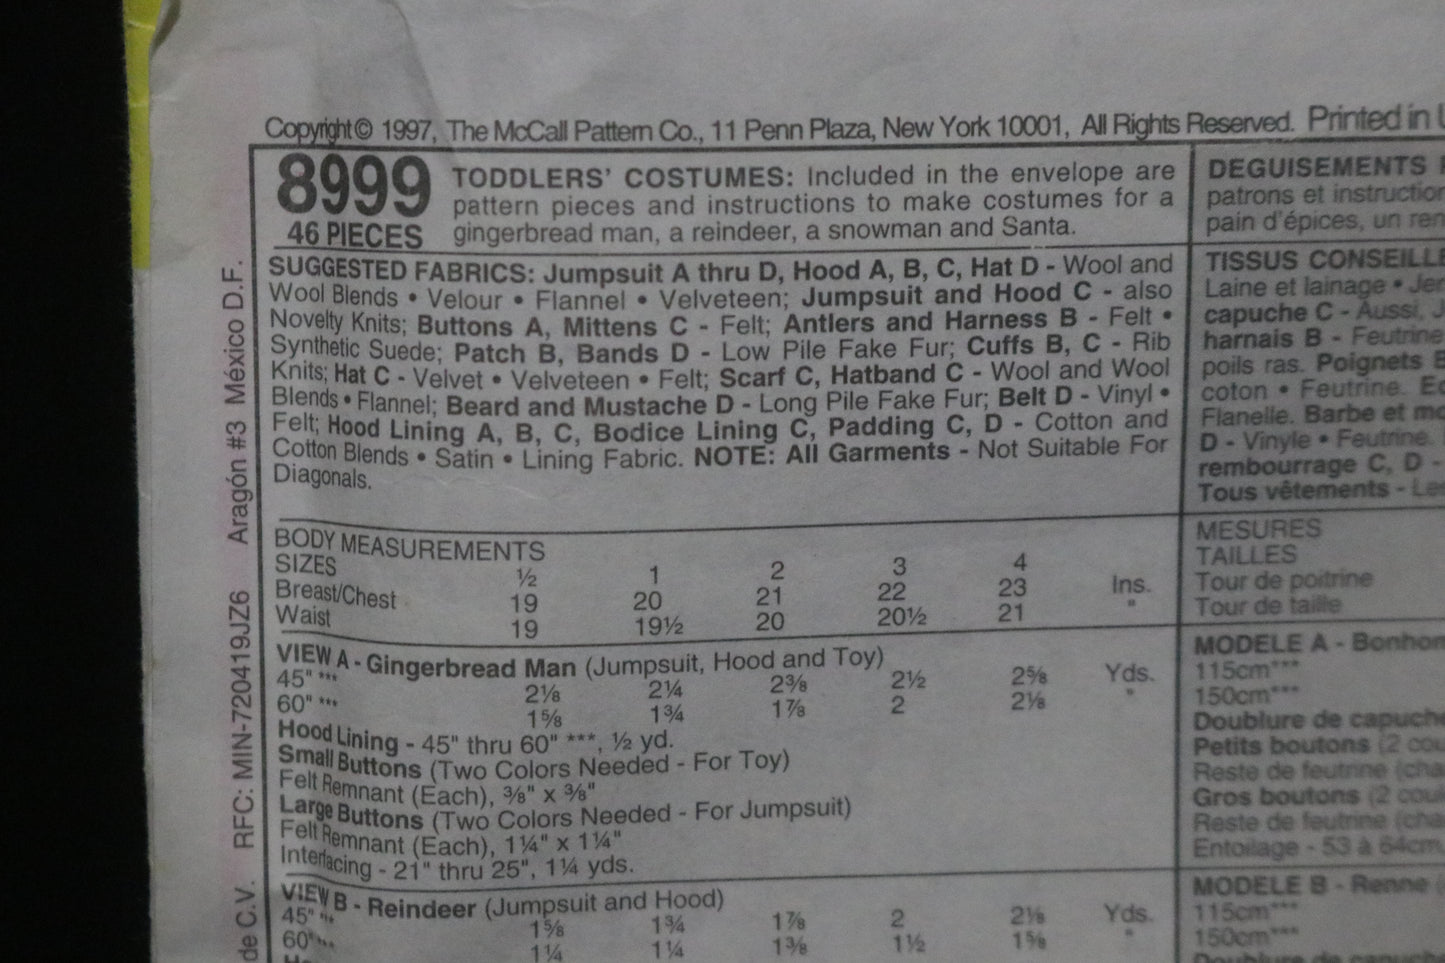 Copyright © 1997, The McCall Pattern Co., 11 Penn Plaza, New York 10001, All Rights Reserved. Printed in
8999
46 PIECES
TODDLERS' COSTUMES: Included in the envelope are
pattern pieces and instructions to make costumes for a
gingerbread man, a reindeer, a snowman and Santa.
SUGGESTED FABRICS: Jumpsuit A thru D, Hood A, B, C, Hat D - Wool and
Wool Blends • Velour • Flannel • Velveteen; Jumpsuit and Hood C - also
Novelty Knits; Buttons A, Mittens C - Felt; Antlers and Harness B - Felt •
Synthetic Suede; Patch B, Bands D - Low Pile Fake Fur; Cuffs B, C - Rib
Knits; Hat C - Velvet • Velveteen • Felt; Scarf C, Hatband C - Wool and Wool
Blends • Flannel; Beard and Mustache D - Long Pile Fake Fur; Belt D - Vinyl •
Felt; Hood Lining A, B, C, Bodice Lining C, Padding C, D - Cotton and
Cotton Blends • Satin • Lining Fabric. NOTE: All Garments - Not Suitable For
Diagonals.
BODY MEASUREMENTS
SIZES ½ 1 2 3 4
Breast/Chest 19 20 21 22 23 Ins.
Waist 19 19½ 20 20½ 21 "
VIEW A - Gingerbread Man (Jumpsuit, Hood and Toy)
45" *** 2⅛ 2¼ 2⅜ 2½ 2⅝ Yds.
60" *** 1⅝ 1¾ 1⅞ 2 2⅛ "
Hood Lining - 45" thru 60" ***, ½ yd.
Small Buttons (Two Colors Needed - For Toy)
Felt Remnant (Each), ⅜" x ⅜"
Large Buttons (Two Colors Needed - For Jumpsuit)
Felt Remnant (Each), 1¼" x 1¼"
Interfacing - 21" thru 25", 1¼ yds.
VIEW B - Reindeer (Jumpsuit and Hood)
45" *** 1⅝ 1¾ 1⅞ 2 2⅛ Yds.
60" *** 1¼ 1¼ 1⅜ 1½ 1⅝ "
DEGUISEMENTS
patrons et
pain d'épices, un
TISSUS
Laine et lainage •
capuche C - Aussi,
harnais B - Feutrine
poils ras. Poignets
coton • Feutrine.
Flanelle. Barbe et
D - Vinyle • Feutrine.
rembourrage C, D -
Tous vêtements -
MESURES
TAILLES
Tour de poitrine
Tour de taille
MODELE A -
115cm***
150cm***
Doublure de
Petits boutons (2
Reste de feutrine
Gros boutons (2
Reste de feutrine
Entoilage - 53 à 64cm,
MODELE B - Renne
115cm***
150cm***
de C.V. RFC: MIN-720419JZ6 Aragón #3 México D.F.